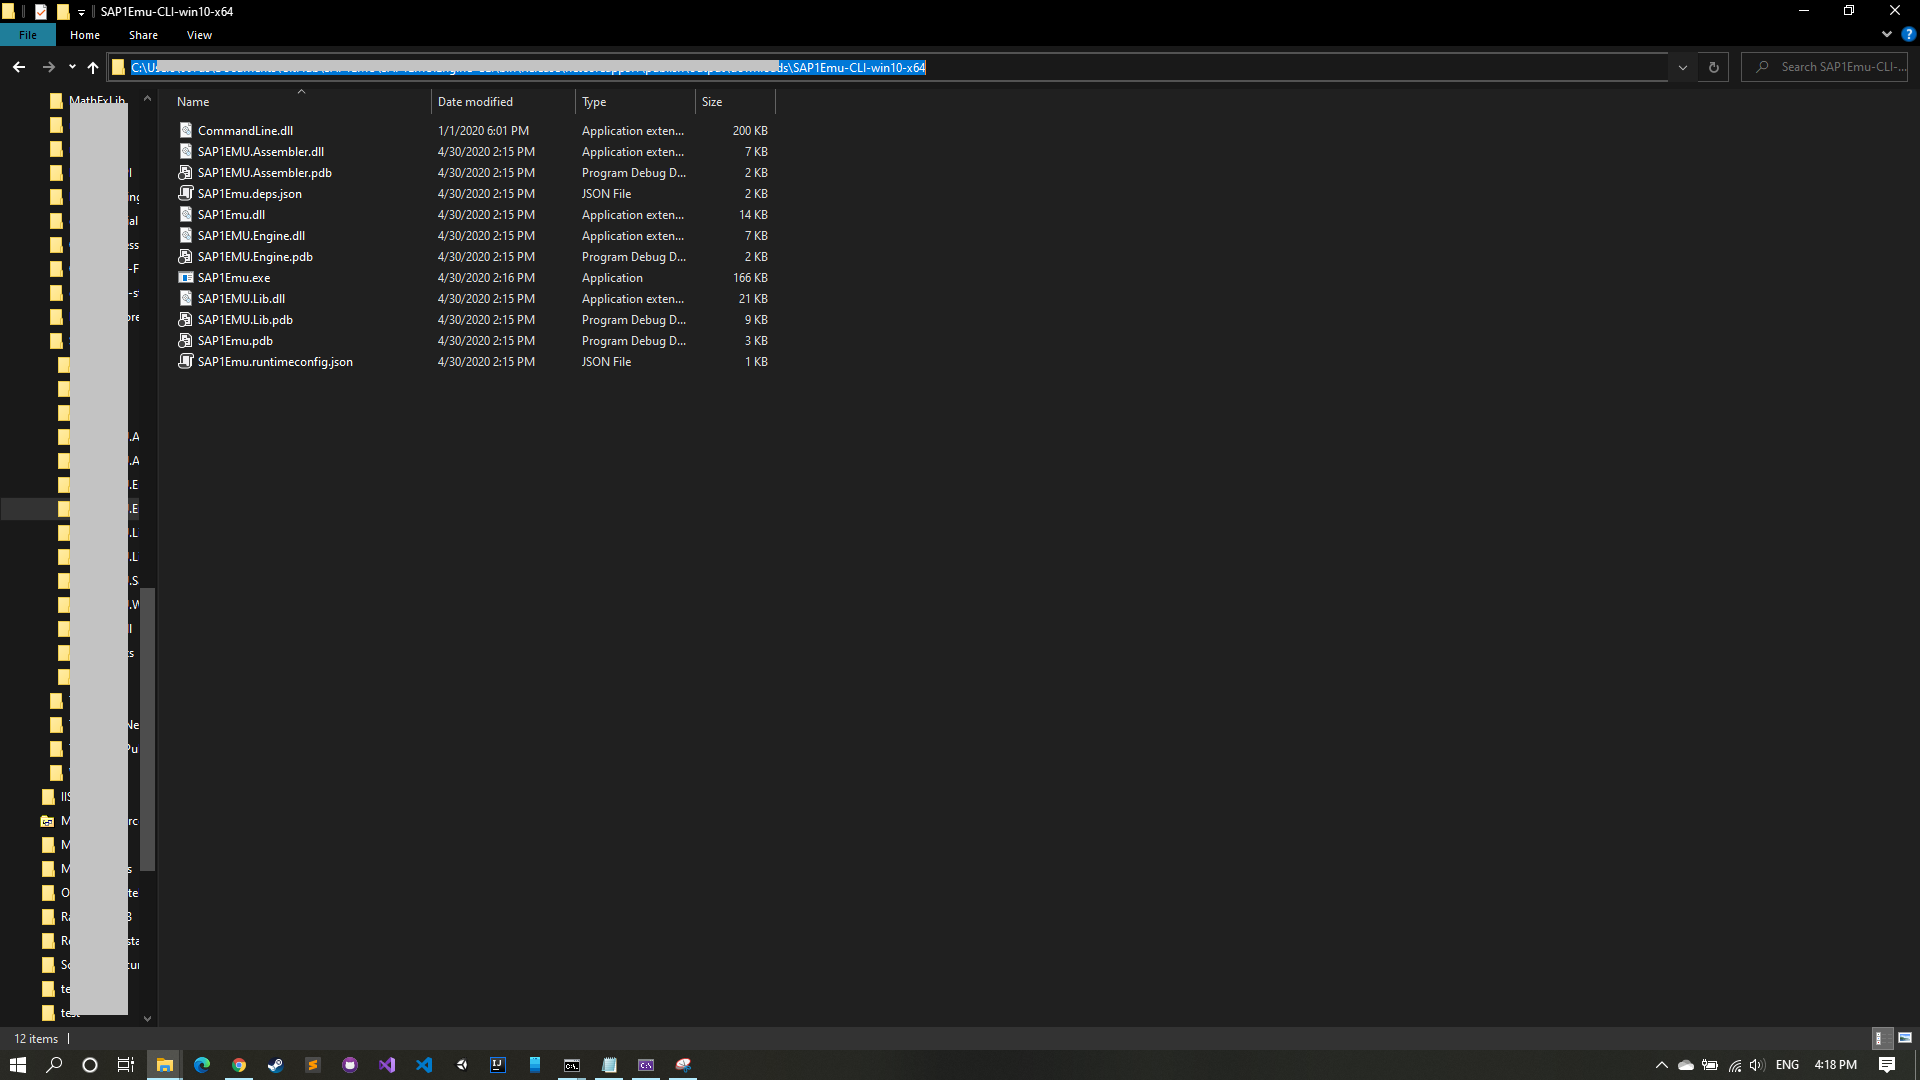 SAP1Emu-CLI-win10-x64
File Home Share View
C:\Us ds\SAP1Emu-CLI-win10-x64
Search SAP1Emu-CLI-...
Name Date modified Type Size
CommandLine.dll 1/1/2020 6:01 PM Application exten... 200 KB
SAP1EMU.Assembler.dll 4/30/2020 2:15 PM Application exten... 7 KB
SAP1EMU.Assembler.pdb 4/30/2020 2:15 PM Program Debug D... 2 KB
SAP1Emu.deps.json 4/30/2020 2:15 PM JSON File 2 KB
SAP1Emu.dll 4/30/2020 2:15 PM Application exten... 14 KB
SAP1EMU.Engine.dll 4/30/2020 2:15 PM Application exten... 7 KB
SAP1EMU.Engine.pdb 4/30/2020 2:15 PM Program Debug D... 2 KB
SAP1Emu.exe 4/30/2020 2:16 PM Application 166 KB
SAP1EMU.Lib.dll 4/30/2020 2:15 PM Application exten... 21 KB
SAP1EMU.Lib.pdb 4/30/2020 2:15 PM Program Debug D... 9 KB
SAP1Emu.pdb 4/30/2020 2:15 PM Program Debug D... 3 KB
SAP1Emu.runtimeconfig.json 4/30/2020 2:15 PM JSON File 1 KB
12 items
ENG 4:18 PM